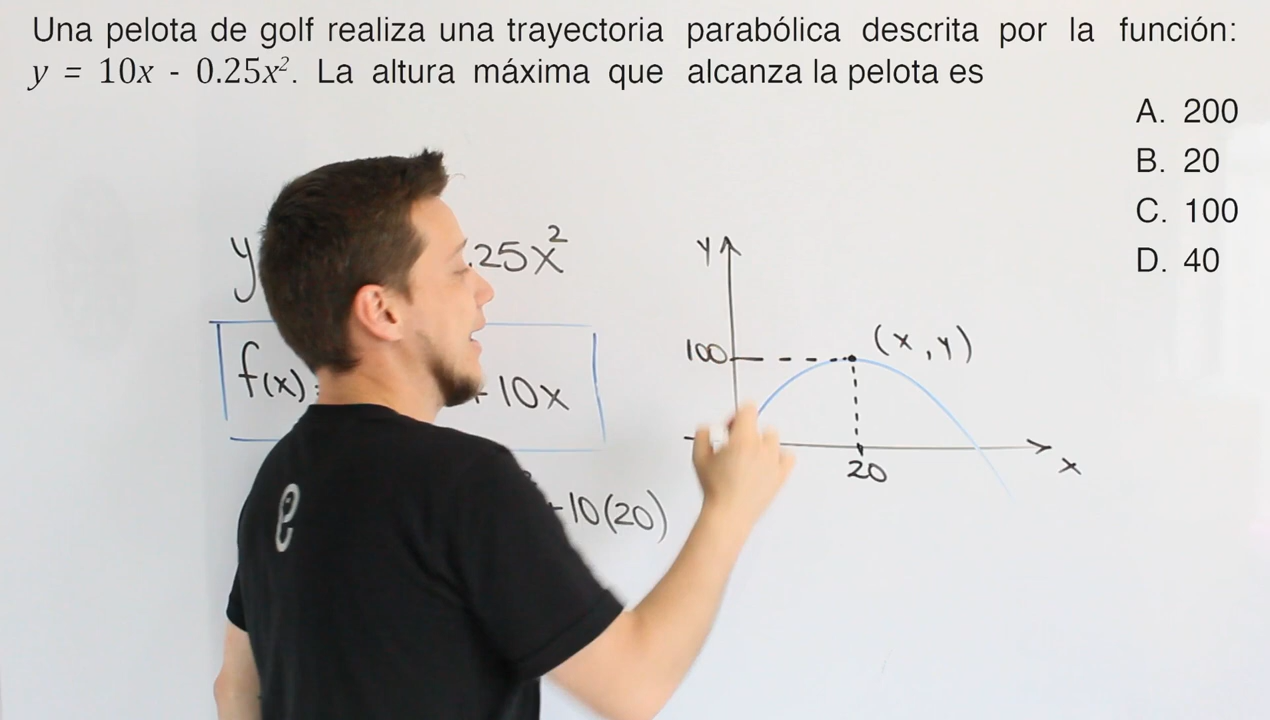 Una pelota de golf realiza una trayectoria parabólica descrita por la función:
y = 10x - 0.25x². La altura máxima que alcanza la pelota es
A. 200
B. 20
C. 100
D. 40
y .25x²
f(x) +10x
+10(20)
y
(x,y)
100
20
x
e